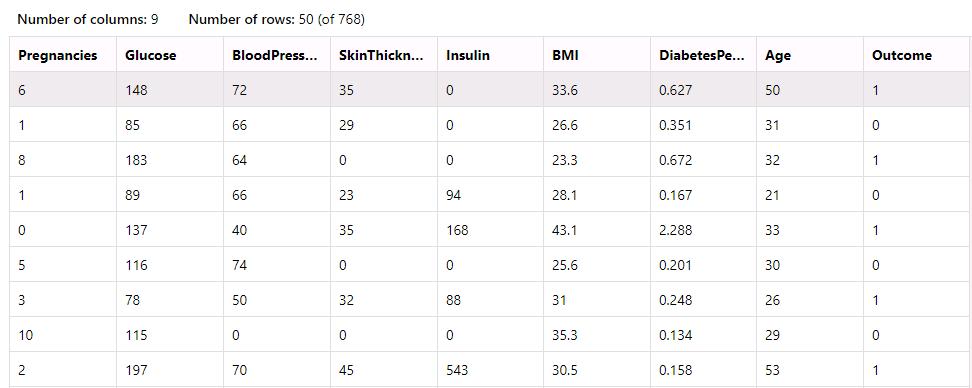 Number of columns: 9 Number of rows: 50 (of 768)
Pregnancies Glucose BloodPress... SkinThickn... Insulin BMI DiabetesPe... Age Outcome
6 148 72 35 0 33.6 0.627 50 1
1 85 66 29 0 26.6 0.351 31 0
8 183 64 0 0 23.3 0.672 32 1
1 89 66 23 94 28.1 0.167 21 0
0 137 40 35 168 43.1 2.288 33 1
5 116 74 0 0 25.6 0.201 30 0
3 78 50 32 88 31 0.248 26 1
10 115 0 0 0 35.3 0.134 29 0
2 197 70 45 543 30.5 0.158 53 1